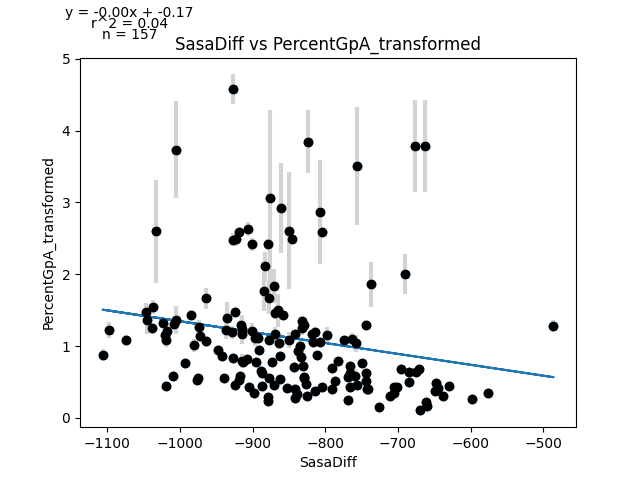 y = -0.00x + -0.17
r^2 = 0.04
n = 157
SasaDiff vs PercentGpA_transformed
PercentGpA_transformed
5
4
3
2
1
0
−1100 −1000 −900 −800 −700 −600 −500
SasaDiff